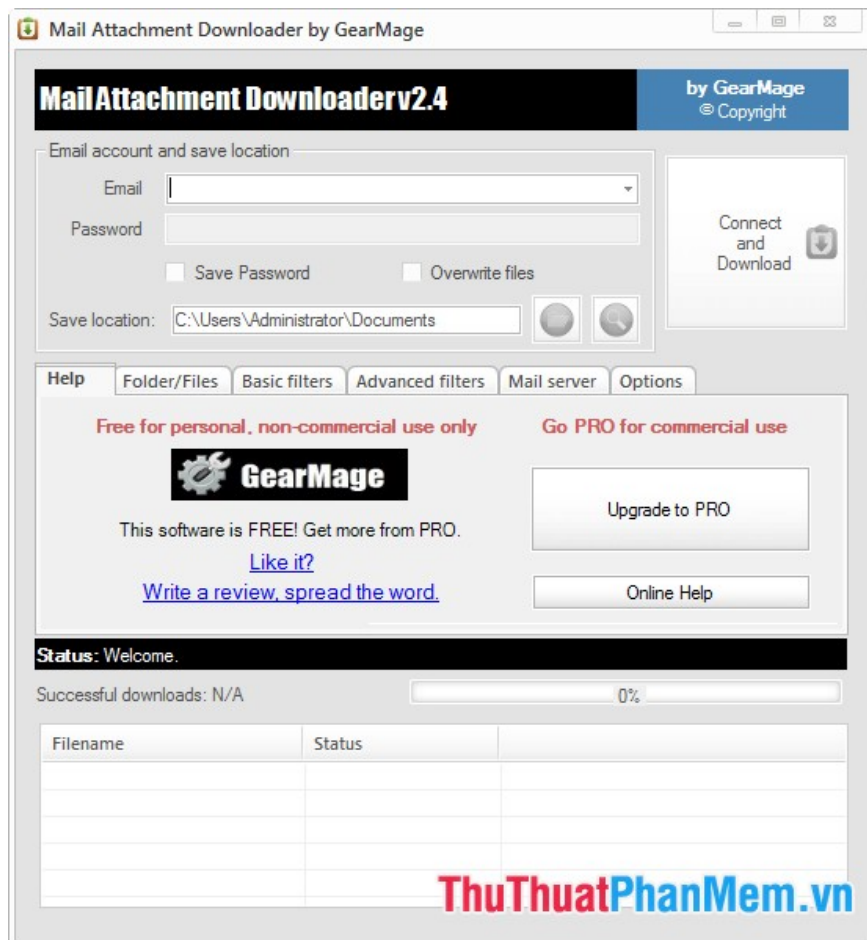 Mail Attachment Downloader by GearMage
Mail Attachment Downloader v2.4
by GearMage
© Copyright
Email account and save location
Email
Password
Save Password
Overwrite files
Save location:
C:\Users\Administrator\Documents
Connect
and
Download
Help
Folder/Files
Basic filters
Advanced filters
Mail server
Options
Free for personal, non-commercial use only
GearMage
This software is FREE! Get more from PRO.
Like it?
Write a review, spread the word.
Go PRO for commercial use
Upgrade to PRO
Online Help
Status: Welcome.
Successful downloads: N/A
0%
Filename
Status
ThuThuatPhanMem.vn